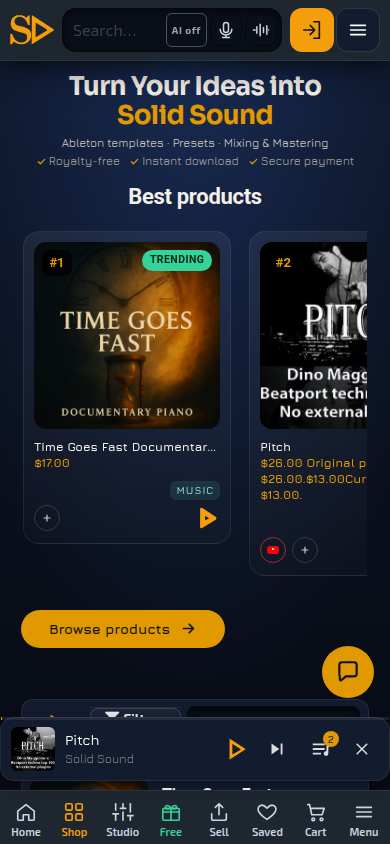 SD
Search...
AI off
Turn Your Ideas into
Solid Sound
Ableton templates · Presets · Mixing & Mastering
✓ Royalty-free ✓ Instant download ✓ Secure payment
Best products
#1
TRENDING
TIME GOES
FAST
DOCUMENTARY PIANO
Time Goes Fast Documentar...
$17.00
MUSIC
#2
Dino Magg
Beatport tech
No external
Pitch
$26.00 Original p
$26.00.$13.00Cur
$13.00.
Browse products →
2
Pitch
Solid Sound
Home
Shop
Studio
Free
Sell
Saved
Cart
Menu